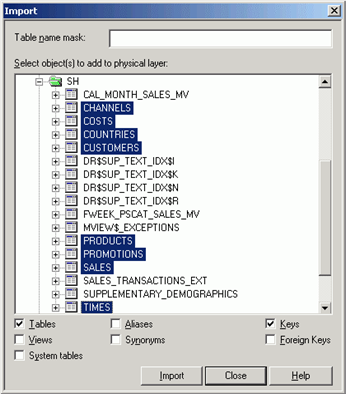 Import
Table name mask:
Select object(s) to add to physical layer:
SH
CAL_MONTH_SALES_MV
CHANNELS
COSTS
COUNTRIES
CUSTOMERS
DR$SUP_TEXT_IDX$I
DR$SUP_TEXT_IDX$K
DR$SUP_TEXT_IDX$N
DR$SUP_TEXT_IDX$R
FWEEK_PSCAT_SALES_MV
MVIEW$_EXCEPTIONS
PRODUCTS
PROMOTIONS
SALES
SALES_TRANSACTIONS_EXT
SUPPLEMENTARY_DEMOGRAPHICS
TIMES
Tables Aliases Keys
Views Synonyms Foreign Keys
System tables
Import Close Help